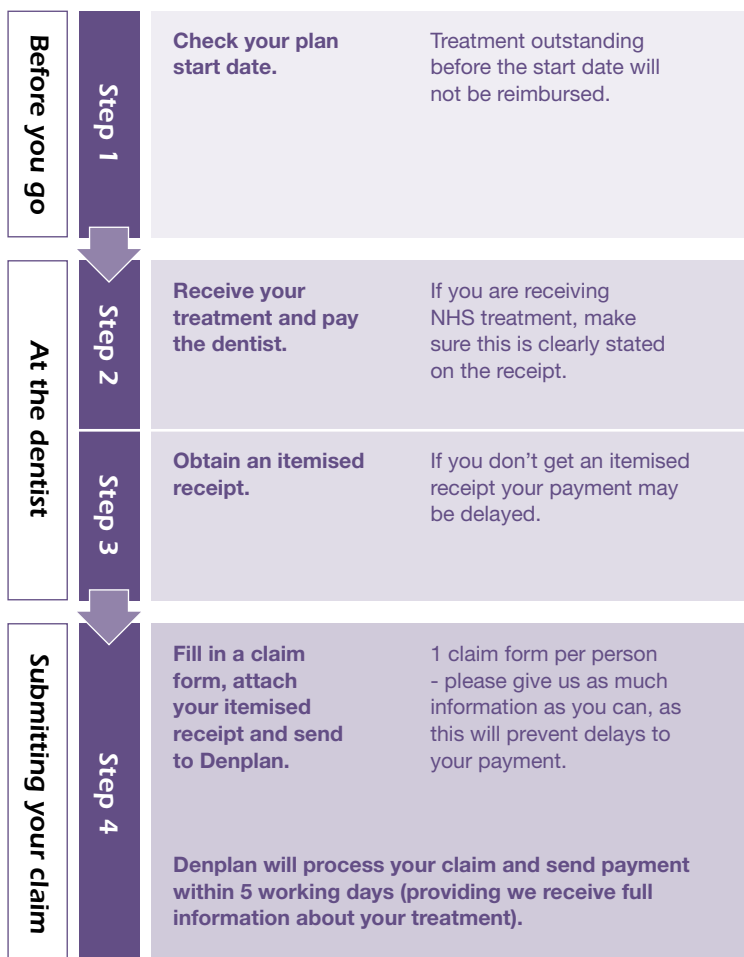 Before you go
Step 1
Check your plan
start date.
Treatment outstanding
before the start date will
not be reimbursed.
At the dentist
Step 2
Receive your
treatment and pay
the dentist.
If you are receiving
NHS treatment, make
sure this is clearly stated
on the receipt.
Step 3
Obtain an itemised
receipt.
If you don’t get an itemised
receipt your payment may
be delayed.
Submitting your claim
Step 4
Fill in a claim
form, attach
your itemised
receipt and send
to Denplan.
1 claim form per person
- please give us as much
information as you can, as
this will prevent delays to
your payment.
Denplan will process your claim and send payment
within 5 working days (providing we receive full
information about your treatment).